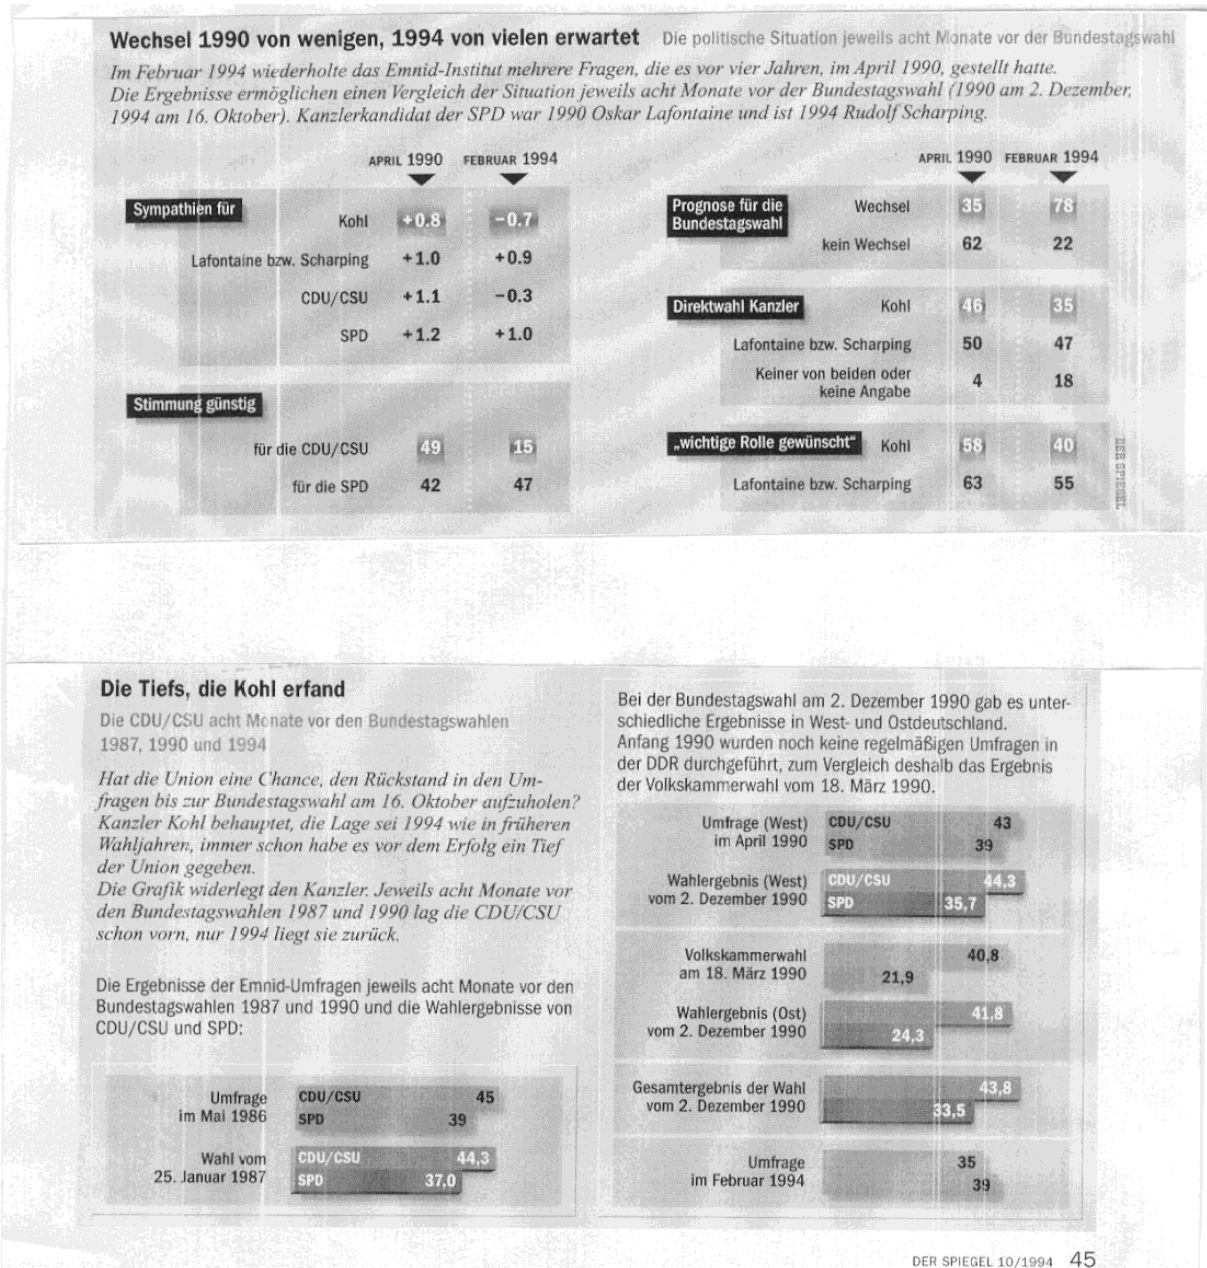 Wechsel 1990 von wenigen, 1994 von vielen erwartet Die politische Situation jeweils acht Monate vor der Bundestagswahl
Im Februar 1994 wiederholte das Emnid-Institut mehrere Fragen, die es vor vier Jahren, im April 1990, gestellt hatte.
Die Ergebnisse ermöglichen einen Vergleich der Situation jeweils acht Monate vor der Bundestagswahl (1990 am 2. Dezember,
1994 am 16. Oktober). Kanzlerkandidat der SPD war 1990 Oskar Lafontaine und ist 1994 Rudolf Scharping.
APRIL 1990 FEBRUAR 1994
Sympathien für
Kohl +0.8 –0.7
Lafontaine bzw. Scharping +1.0 +0.9
CDU/CSU +1.1 –0.3
SPD +1.2 +1.0
Stimmung günstig
für die CDU/CSU 49 15
für die SPD 42 47
APRIL 1990 FEBRUAR 1994
Prognose für die
Bundestagswahl
Wechsel 35 78
kein Wechsel 62 22
Direktwahl Kanzler Kohl 46 35
Lafontaine bzw. Scharping 50 47
Keiner von beiden oder
keine Angabe 4 18
„wichtige Rolle gewünscht“ Kohl 58 40
Lafontaine bzw. Scharping 63 55
DER SPIEGEL
Die Tiefs, die Kohl erfand
Die CDU/CSU acht Monate vor den Bundestagswahlen
1987, 1990 und 1994
Hat die Union eine Chance, den Rückstand in den Um-
fragen bis zur Bundestagswahl am 16. Oktober aufzuholen?
Kanzler Kohl behauptet, die Lage sei 1994 wie in früheren
Wahljahren, immer schon habe es vor dem Erfolg ein Tief
der Union gegeben.
Die Grafik widerlegt den Kanzler. Jeweils acht Monate vor
den Bundestagswahlen 1987 und 1990 lag die CDU/CSU
schon vorn, nur 1994 liegt sie zurück.
Die Ergebnisse der Emnid-Umfragen jeweils acht Monate vor den
Bundestagswahlen 1987 und 1990 und die Wahlergebnisse von
CDU/CSU und SPD:
Umfrage
im Mai 1986
CDU/CSU 45
SPD 39
Wahl vom
25. Januar 1987
CDU/CSU 44,3
SPD 37,0
Bei der Bundestagswahl am 2. Dezember 1990 gab es unter-
schiedliche Ergebnisse in West- und Ostdeutschland.
Anfang 1990 wurden noch keine regelmäßigen Umfragen in
der DDR durchgeführt, zum Vergleich deshalb das Ergebnis
der Volkskammerwahl vom 18. März 1990.
Umfrage (West)
im April 1990
CDU/CSU 43
SPD 39
Wahlergebnis (West)
vom 2. Dezember 1990
CDU/CSU 44,3
SPD 35,7
Volkskammerwahl
am 18. März 1990
40,8
21,9
Wahlergebnis (Ost)
vom 2. Dezember 1990
41,8
24,3
Gesamtergebnis der Wahl
vom 2. Dezember 1990
43,8
33,5
Umfrage
im Februar 1994
35
39
DER SPIEGEL 10/1994 45